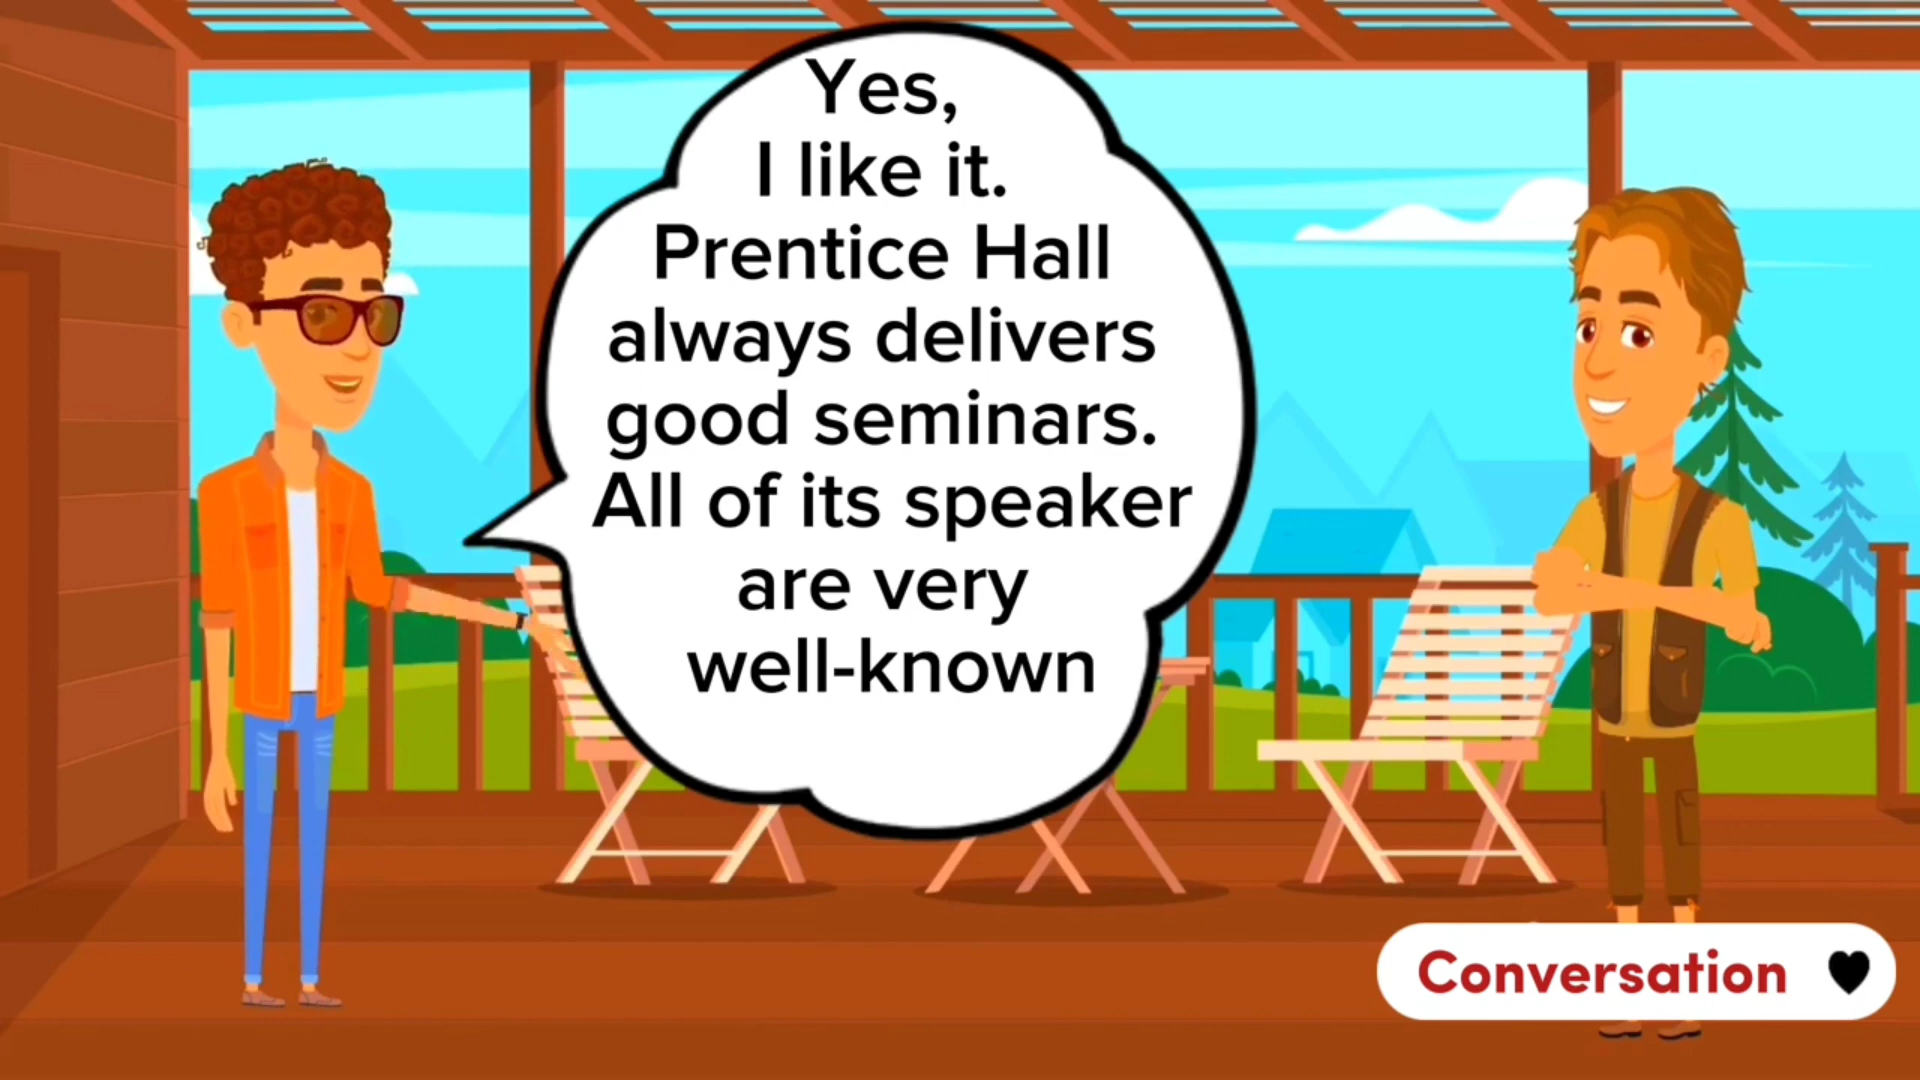 Yes,
I like it.
Prentice Hall
always delivers
good seminars.
All of its speaker
are very
well-known
Conversation